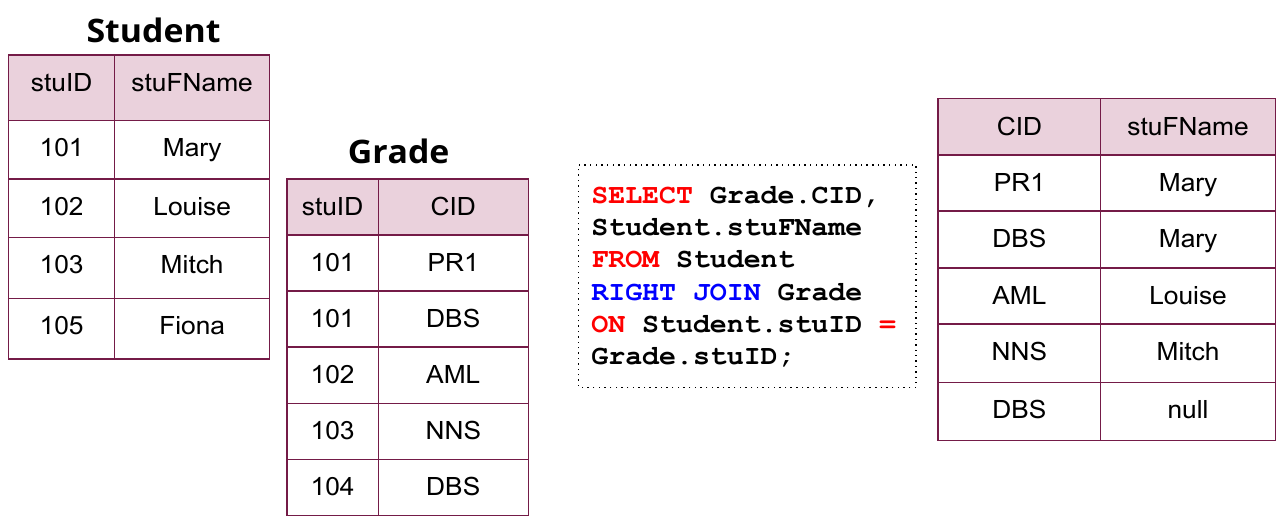 Student
stuID stuFName
101 Mary
102 Louise
103 Mitch
105 Fiona
Grade
stuID CID
101 PR1
101 DBS
102 AML
103 NNS
104 DBS
SELECT Grade.CID,
Student.stuFName
FROM Student
RIGHT JOIN Grade
ON Student.stuID =
Grade.stuID;
CID stuFName
PR1 Mary
DBS Mary
AML Louise
NNS Mitch
DBS null